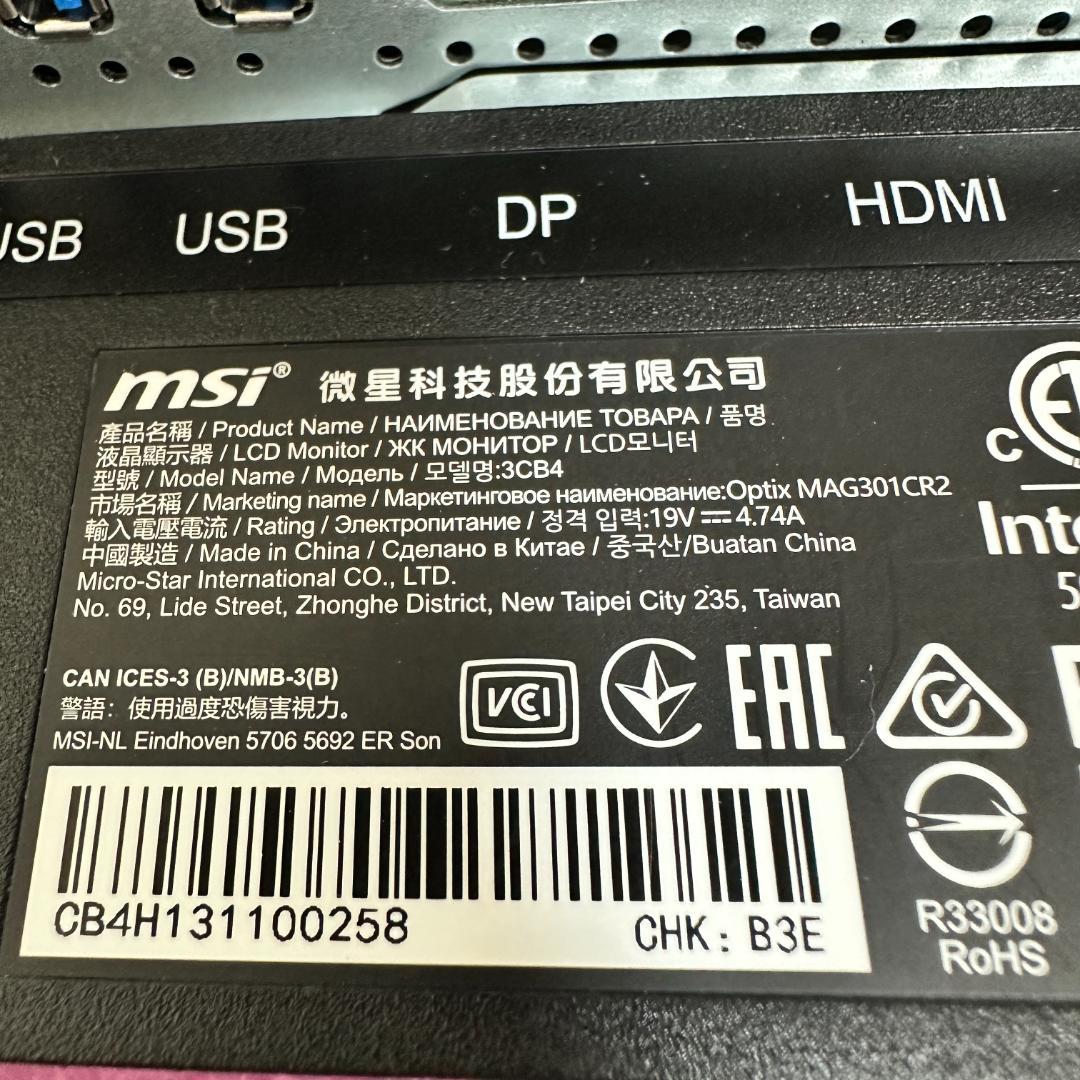 USB USB DP HDMI
msi® 微星科技股份有限公司
產品名稱 / Product Name / НАИМЕНОВАНИЕ ТОВАРА / 품명
液晶顯示器 / LCD Monitor / ЖК МОНИТОР / LCD모니터
型號 / Model Name / Модель / 모델명:3CB4
市場名稱 / Marketing name / Маркетинговое наименование:Optix MAG301CR2
輸入電壓電流 / Rating / Электропитание / 정격 입력:19V⎓4.74A
中國製造 / Made in China / Сделано в Китае / 중국산/Buatan China
Micro-Star International CO., LTD.
No. 69, Lide Street, Zhonghe District, New Taipei City 235, Taiwan
CAN ICES-3 (B)/NMB-3(B)
警語：使用過度恐傷害視力。
MSI-NL Eindhoven 5706 5692 ER Son
VCCI
EAC
C
CB4H131100258 CHK: B3E
R33008
RoHS